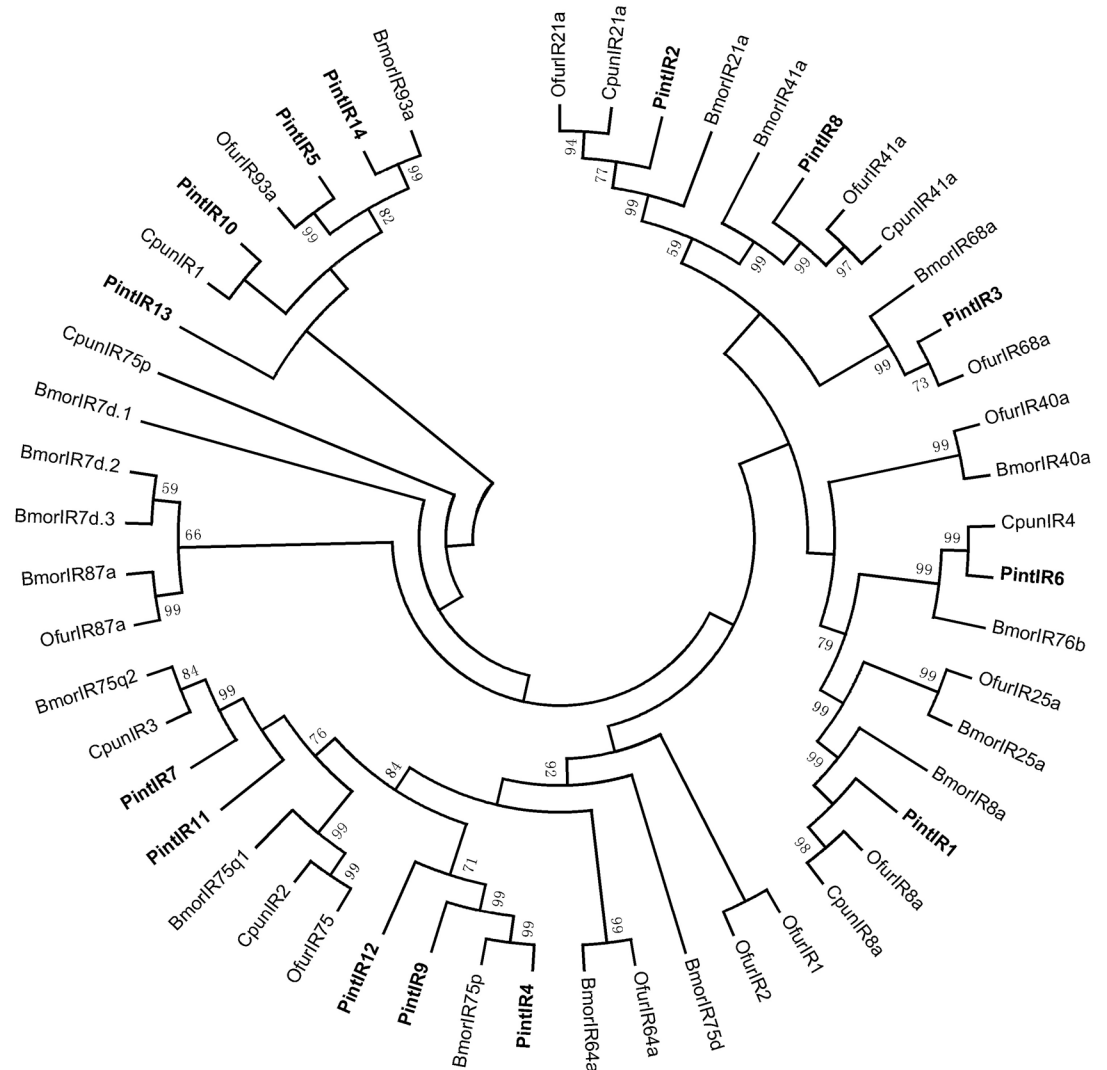 OfurIR21a
CpunIR21a
PintIR2
BmorIR21a
BmorIR41a
PintIR8
OfurIR41a
CpunIR41a
BmorIR68a
PintIR3
OfurIR68a
OfurIR40a
BmorIR40a
CpunIR4
PintIR6
BmorIR76b
OfurIR25a
BmorIR25a
BmorIR8a
PintIR1
OfurIR8a
CpunIR8a
OfurIR1
OfurIR2
BmorIR75d
OfurIR64a
BmorIR64a
PintIR4
BmorIR75p
PintIR9
PintIR12
OfurIR75
CpunIR2
BmorIR75q1
PintIR11
PintIR7
CpunIR3
BmorIR75q2
OfurIR87a
BmorIR87a
BmorIR7d.3
BmorIR7d.2
BmorIR7d.1
CpunIR75p
PintIR13
CpunIR1
PintIR10
OfurIR93a
PintIR5
PintIR14
BmorIR93a
94
77
99
59
99
99
97
99
73
99
99
99
79
99
99
99
98
92
99
99
99
71
84
76
99
99
99
84
99
66
59
99
82
99